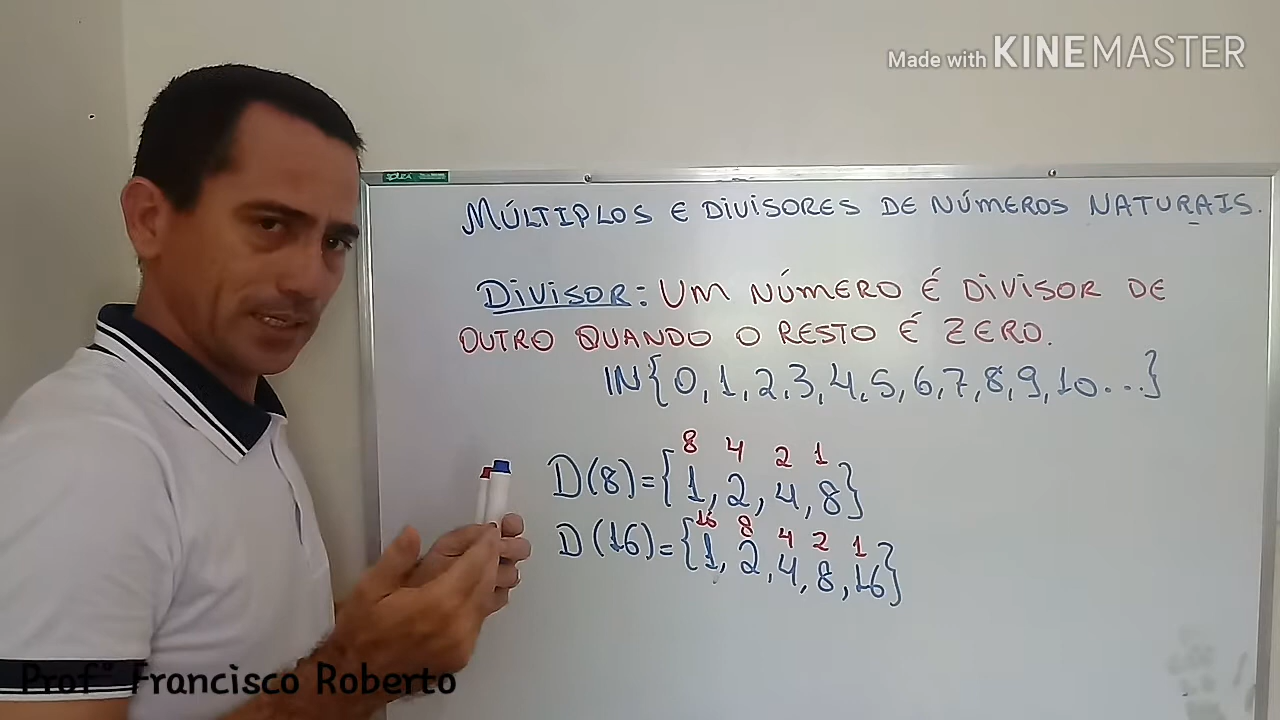 Made with KINEMASTER
MÚLTIPLOS E DIVISORES DE NÚMEROS NATURAIS.
DIVISOR: UM NÚMERO É DIVISOR DE
OUTRO QUANDO O RESTO É ZERO.
IN{0,1,2,3,4,5,6,7,8,9,10...}
8 4 2 1
D(8)={1,2,4,8}
16 8 4 2 1
D(16)={1,2,4,8,16}
Prof° Francisco Roberto